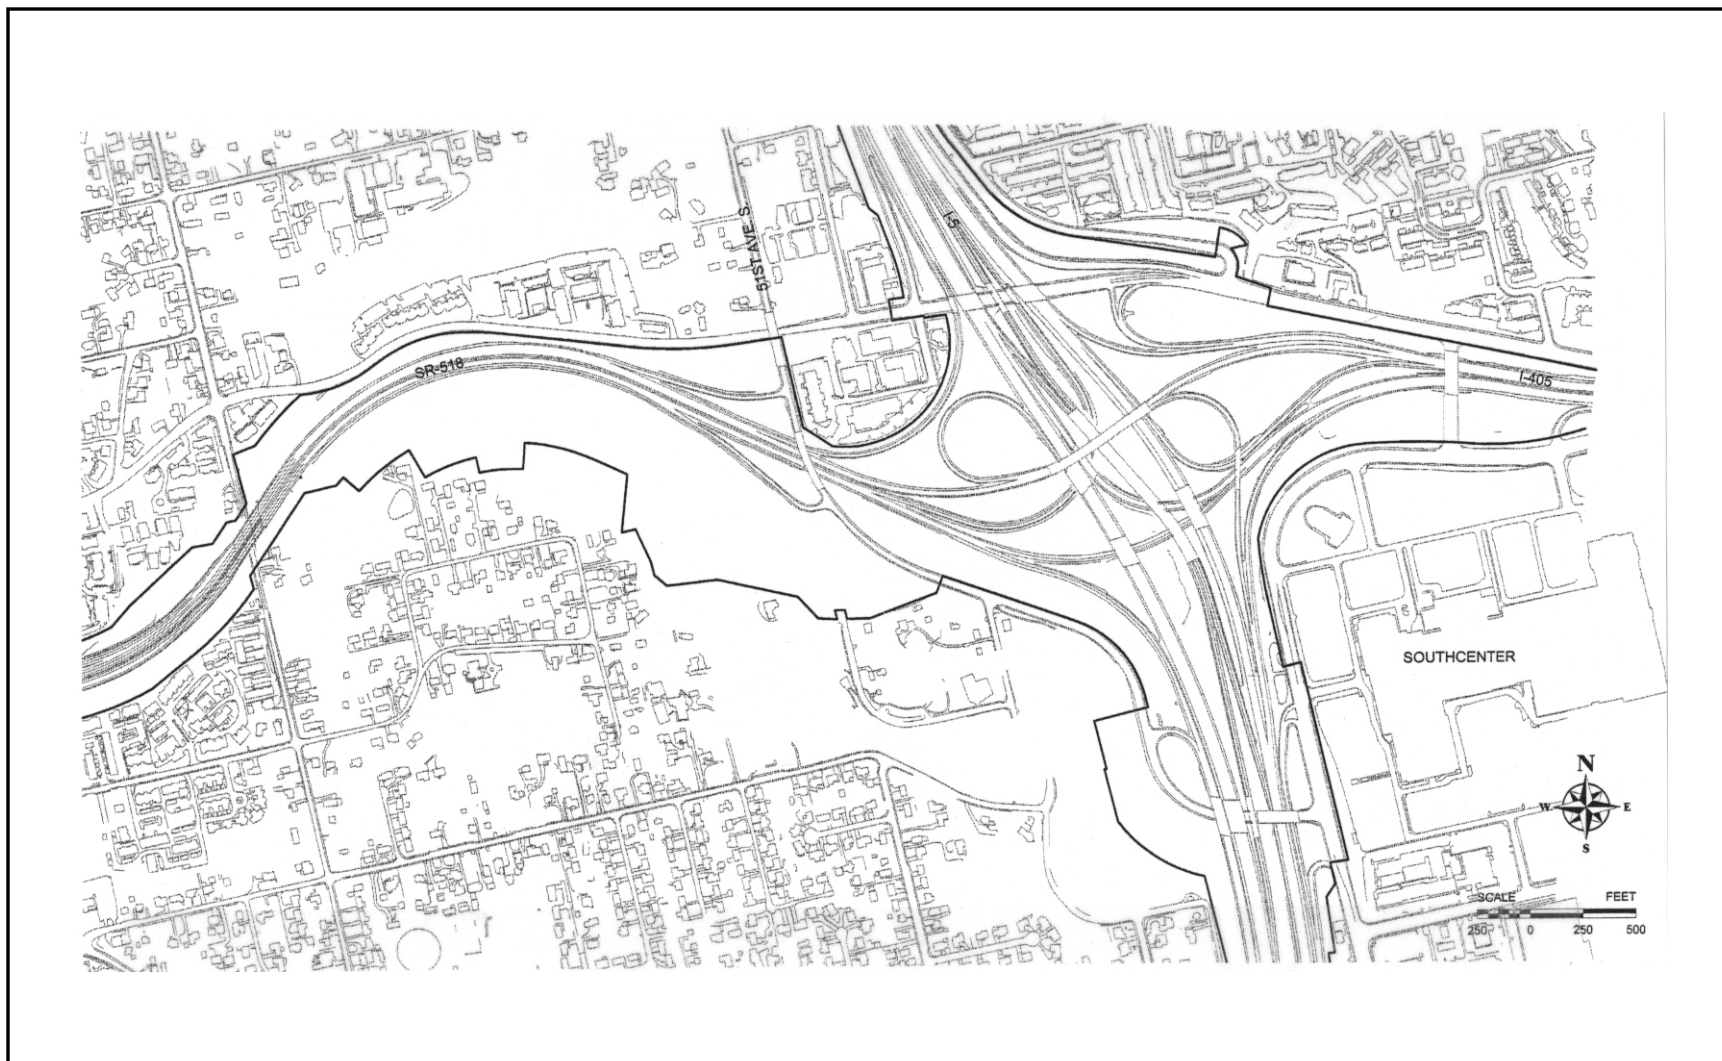 I-5
51ST AVE. S
SR-518
I-405
SOUTHCENTER
N
W E
S
SCALE FEET
250 0 250 500